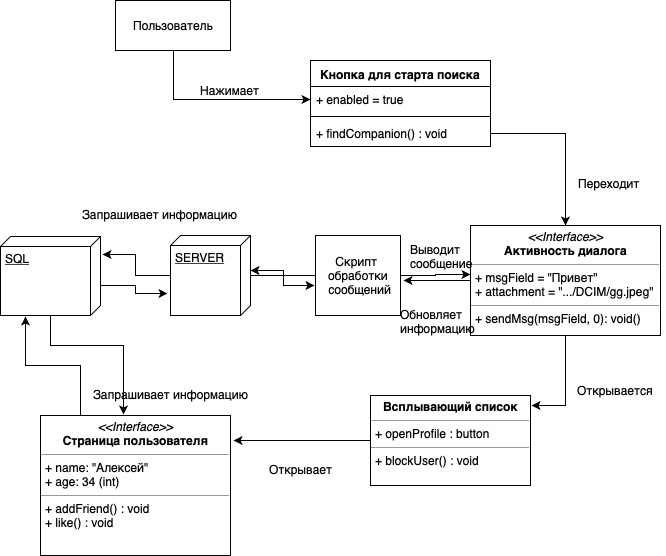 Пользователь
Нажимает
Кнопка для старта поиска
+ enabled = true
+ findCompanion() : void
Переходит
Запрашивает информацию
SQL
SERVER
Скрипт
обработки
сообщений
Выводит
сообщение
Обновляет
информацию
<<Interface>>
Активность диалога
+ msgField = "Привет"
+ attachment = ".../DCIM/gg.jpeg"
+ sendMsg(msgField, 0): void()
Открывается
Всплывающий список
+ openProfile : button
+ blockUser() : void
Открывает
Запрашивает информацию
<<Interface>>
Страница пользователя
+ name: "Алексей"
+ age: 34 (int)
+ addFriend() : void
+ like() : void